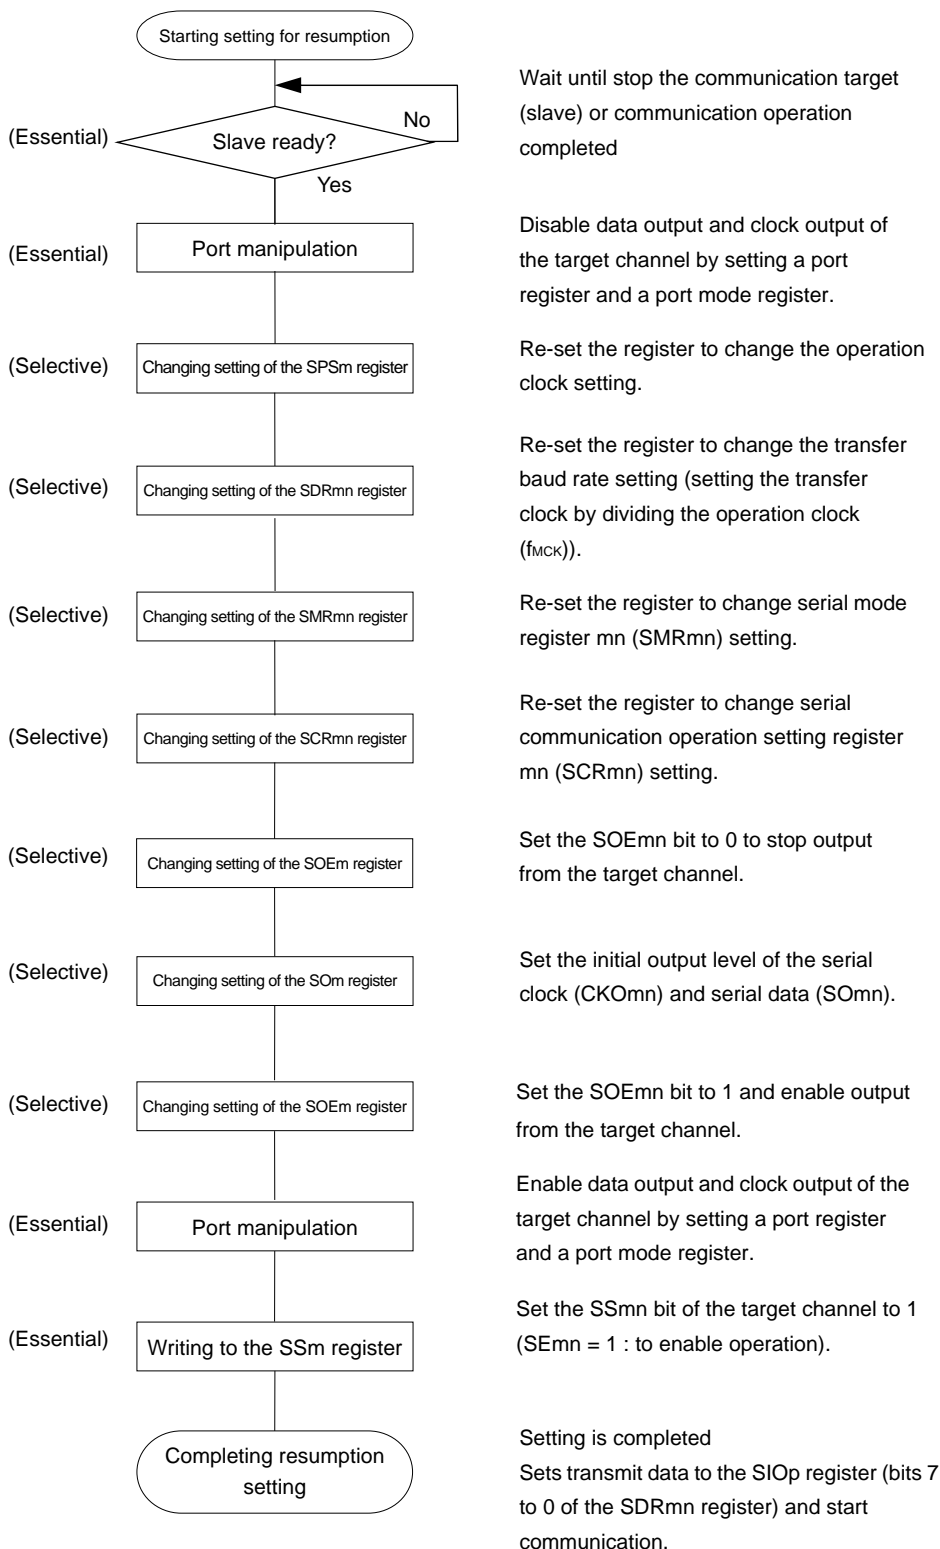 Starting setting for resumption
Wait until stop the communication target
(slave) or communication operation
completed
(Essential)
Slave ready?
No
Yes
(Essential)
Port manipulation
Disable data output and clock output of
the target channel by setting a port
register and a port mode register.
(Selective)
Changing setting of the SPSm register
Re-set the register to change the operation
clock setting.
(Selective)
Changing setting of the SDRmn register
Re-set the register to change the transfer
baud rate setting (setting the transfer
clock by dividing the operation clock
(fMCK)).
(Selective)
Changing setting of the SMRmn register
Re-set the register to change serial mode
register mn (SMRmn) setting.
(Selective)
Changing setting of the SCRmn register
Re-set the register to change serial
communication operation setting register
mn (SCRmn) setting.
(Selective)
Changing setting of the SOEm register
Set the SOEmn bit to 0 to stop output
from the target channel.
(Selective)
Changing setting of the SOm register
Set the initial output level of the serial
clock (CKOmn) and serial data (SOmn).
(Selective)
Changing setting of the SOEm register
Set the SOEmn bit to 1 and enable output
from the target channel.
(Essential)
Port manipulation
Enable data output and clock output of the
target channel by setting a port register
and a port mode register.
(Essential)
Writing to the SSm register
Set the SSmn bit of the target channel to 1
(SEmn = 1 : to enable operation).
Completing resumption
setting
Setting is completed
Sets transmit data to the SIOp register (bits 7
to 0 of the SDRmn register) and start
communication.